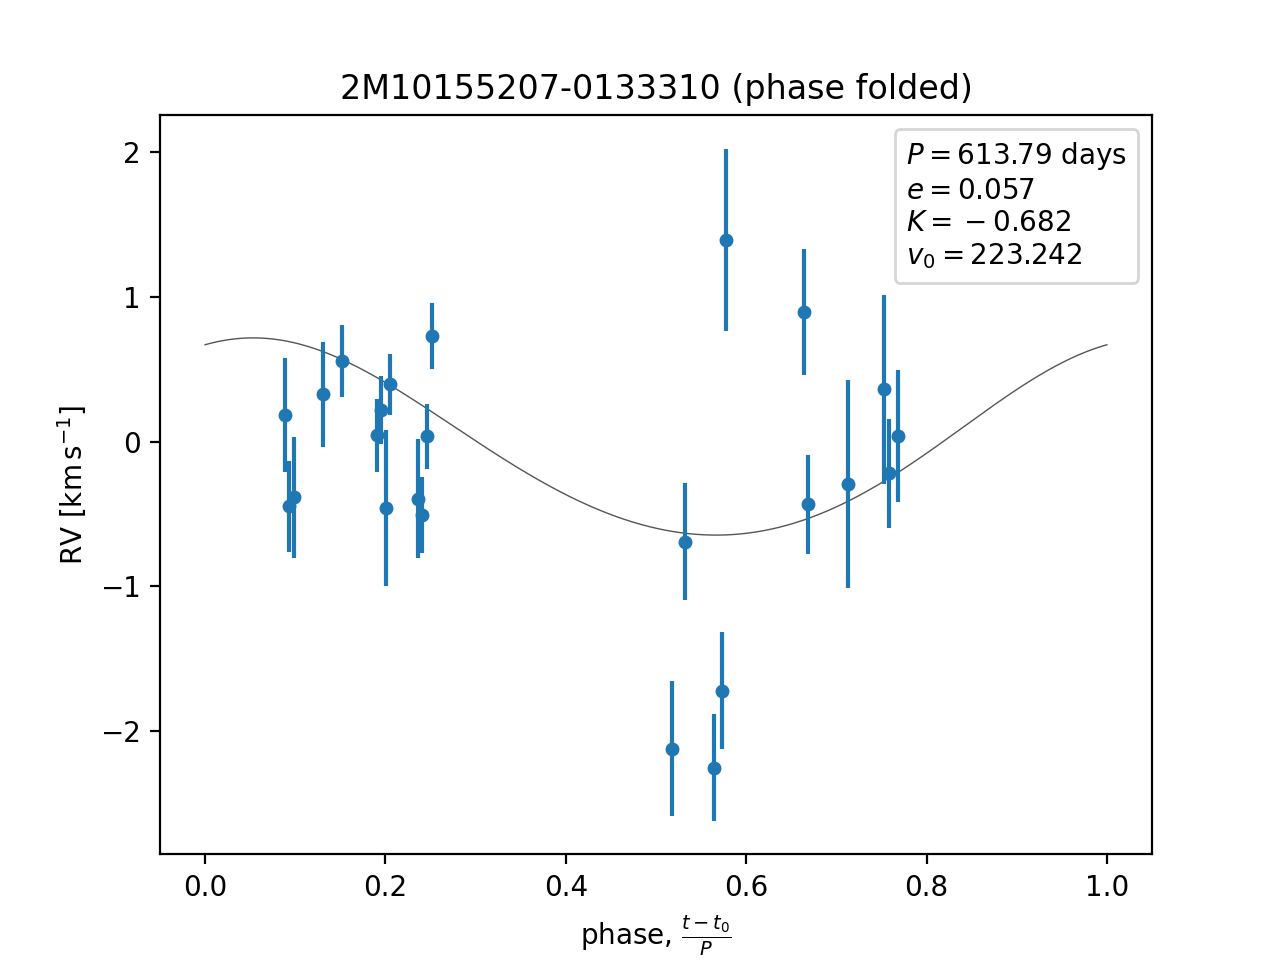 2M10155207-0133310 (phase folded)
P = 613.79 days
e = 0.057
K = −0.682
v₀ = 223.242
2
1
0
−1
−2
RV [km s⁻¹]
0.0 0.2 0.4 0.6 0.8 1.0
phase, (t − t₀)/P